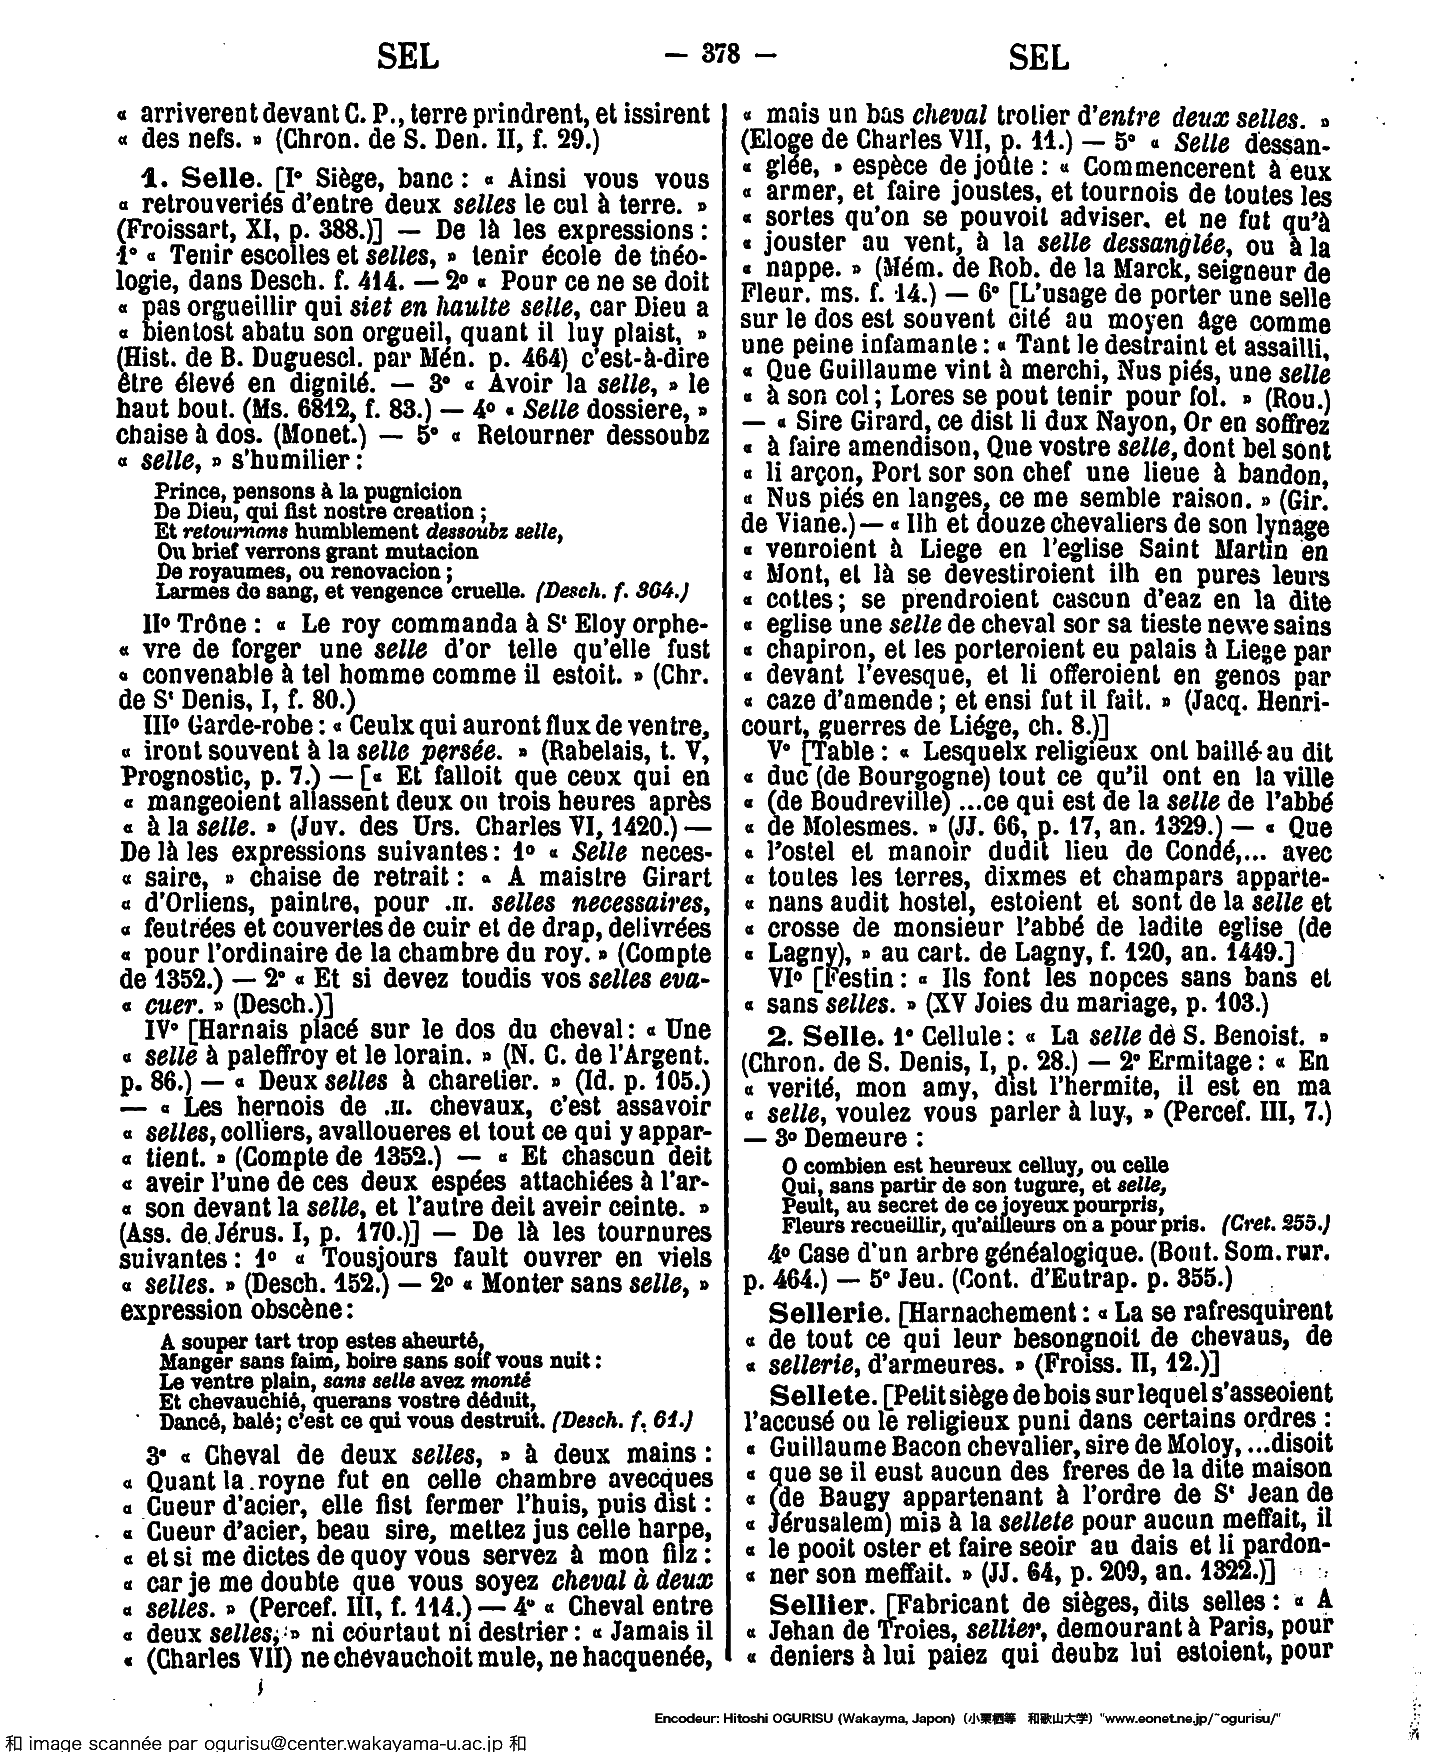 SEL — 378 — SEL
« arriverent devant C. P., terre prindrent, et issirent
« des nefs. » (Chron. de S. Den. II, f. 29.)
1. Selle. [I° Siège, banc : « Ainsi vous vous
« retrouveriés d'entre deux selles le cul à terre. »
(Froissart, XI, p. 388.)] — De là les expressions :
1° « Tenir escolles et selles, » tenir école de théo-
logie, dans Desch. f. 414. — 2° « Pour ce ne se doit
« pas orgueillir qui siet en haulte selle, car Dieu a
« bientost abatu son orgueil, quant il luy plaist, »
(Hist. de B. Duguescl. par Mén. p. 464) c'est-à-dire
être élevé en dignité. — 3° « Avoir la selle, » le
haut bout. (Ms. 6812, f. 83.) — 4° « Selle dossiere, »
chaise à dos. (Monet.) — 5° « Retourner dessoubz
« selle, » s'humilier :
Prince, pensons à la pugnicion
De Dieu, qui fist nostre creation ;
Et retournons humblement dessoubz selle,
Ou brief verrons grant mutacion
De royaumes, ou renovacion ;
Larmes de sang, et vengence cruelle. (Desch. f. 364.)
II° Trône : « Le roy commanda à St Eloy orphe-
« vre de forger une selle d'or telle qu'elle fust
« convenable à tel homme comme il estoit. » (Chr.
de St Denis, I, f. 80.)
III° Garde-robe : « Ceulx qui auront flux de ventre,
« iront souvent à la selle persée. » (Rabelais, t. V,
Prognostic, p. 7.) — [« Et falloit que ceux qui en
« mangeoient allassent deux ou trois heures après
« à la selle. » (Juv. des Urs. Charles VI, 1420.) —
De là les expressions suivantes : 1° « Selle neces-
« saire, » chaise de retrait : « A maistre Girart
« d'Orliens, paintre, pour .II. selles necessaires,
« feutrées et couvertes de cuir et de drap, delivrées
« pour l'ordinaire de la chambre du roy. » (Compte
de 1352.) — 2° « Et si devez toudis vos selles eva-
« cuer. » (Desch.)]
IV° [Harnais placé sur le dos du cheval : « Une
« selle à paleffroy et le lorain. » (N. C. de l'Argent.
p. 86.) — « Deux selles à charetier. » (Id. p. 105.)
— « Les hernois de .II. chevaux, c'est assavoir
« selles, colliers, avalloueres et tout ce qui y appar-
« tient. » (Compte de 1352.) — « Et chascun deit
« aveir l'une de ces deux espées attachiées à l'ar-
« son devant la selle, et l'autre deit aveir ceinte. »
(Ass. de Jérus. I, p. 170.)] — De là les tournures
suivantes : 1° « Tousjours fault ouvrer en viels
« selles. » (Desch. 152.) — 2° « Monter sans selle, »
expression obscène :
A souper tart trop estes aheurté,
Manger sans faim, boire sans soif vous nuit :
Le ventre plain, sans selle avez monté
Et chevauchié, querans vostre déduit,
Dancé, balé; c'est ce qui vous destruit. (Desch. f. 61.)
3° « Cheval de deux selles, » à deux mains :
« Quant la royne fut en celle chambre avecques
« Cueur d'acier, elle fist fermer l'huis, puis dist :
« Cueur d'acier, beau sire, mettez jus celle harpe,
« et si me dictes de quoy vous servez à mon filz :
« car je me doubte que vous soyez cheval à deux
« selles. » (Percef. III, f. 114.) — 4° « Cheval entre
« deux selles, » ni courtaut ni destrier : « Jamais il
« (Charles VII) ne chevauchoit mule, ne hacquenée,
« mais un bas cheval trotier d'entre deux selles. »
(Eloge de Charles VII, p. 11.) — 5° « Selle dessan-
« glée, » espèce de joûte : « Commencerent à eux
« armer, et faire joustes, et tournois de toutes les
« sortes qu'on se pouvoit adviser. et ne fut qu'à
« jouster au vent, à la selle dessanglée, ou à la
« nappe. » (Mém. de Rob. de la Marck, seigneur de
Fleur. ms. f. 14.) — 6° [L'usage de porter une selle
sur le dos est souvent cité au moyen âge comme
une peine infamante : « Tant le destraint et assailli,
« Que Guillaume vint à merchi, Nus piés, une selle
« à son col ; Lores se pout tenir pour fol. » (Rou.)
— « Sire Girard, ce dist li dux Nayon, Or en soffrez
« à faire amendison, Que vostre selle, dont bel sont
« li arçon, Port sor son chef une lieue à bandon,
« Nus piés en langes, ce me semble raison. » (Gir.
de Viane.) — « Ilh et douze chevaliers de son lynage
« venroient à Liege en l'eglise Saint Martin en
« Mont, et là se devestiroient ilh en pures leurs
« cottes ; se prendroient cascun d'eaz en la dite
« eglise une selle de cheval sor sa tieste newe sains
« chapiron, et les porteroient eu palais à Liege par
« devant l'evesque, et li offeroient en genos par
« caze d'amende ; et ensi fut il fait. » (Jacq. Henri-
court, guerres de Liége, ch. 8.)]
V° [Table : « Lesquelx religieux ont baillé au dit
« duc (de Bourgogne) tout ce qu'il ont en la ville
« (de Boudreville) ...ce qui est de la selle de l'abbé
« de Molesmes. » (JJ. 66, p. 17, an. 1329.) — « Que
« l'ostel et manoir dudit lieu de Condé,... avec
« toutes les terres, dixmes et champars apparte-
« nans audit hostel, estoient et sont de la selle et
« crosse de monsieur l'abbé de ladite eglise (de
« Lagny), » au cart. de Lagny, f. 120, an. 1449.]
VI° [Festin : « Ils font les nopces sans bans et
« sans selles. » (XV Joies du mariage, p. 103.)
2. Selle. 1° Cellule : « La selle de S. Benoist. »
(Chron. de S. Denis, I, p. 28.) — 2° Ermitage : « En
« verité, mon amy, dist l'hermite, il est en ma
« selle, voulez vous parler à luy, » (Percef. III, 7.)
— 3° Demeure :
O combien est heureux celluy, ou celle
Qui, sans partir de son tugure, et selle,
Peult, au secret de ce joyeux pourpris,
Fleurs recueillir, qu'ailleurs on a pour pris. (Cret. 255.)
4° Case d'un arbre généalogique. (Bout. Som. rur.
p. 464.) — 5° Jeu. (Cont. d'Eutrap. p. 355.)
Sellerie. [Harnachement : « La se rafresquirent
« de tout ce qui leur besongnoit de chevaus, de
« sellerie, d'armeures. » (Froiss. II, 12.)]
Sellete. [Petit siège de bois sur lequel s'asseoient
l'accusé ou le religieux puni dans certains ordres :
« Guillaume Bacon chevalier, sire de Moloy, ...disoit
« que se il eust aucun des freres de la dite maison
« (de Baugy appartenant à l'ordre de St Jean de
« Jérusalem) mis à la sellete pour aucun meffait, il
« le pooit oster et faire seoir au dais et li pardon-
« ner son meffait. » (JJ. 64, p. 209, an. 1322.)]
Sellier. [Fabricant de sièges, dits selles : « A
« Jehan de Troies, sellier, demourant à Paris, pour
« deniers à lui paiez qui deubz lui estoient, pour
Encodeur: Hitoshi OGURISU (Wakayma, Japon) (小栗栖等 和歌山大学) "www.eonet.ne.jp/~ogurisu/"
和 image scannée par ogurisu@center.wakayama-u.ac.jp 和